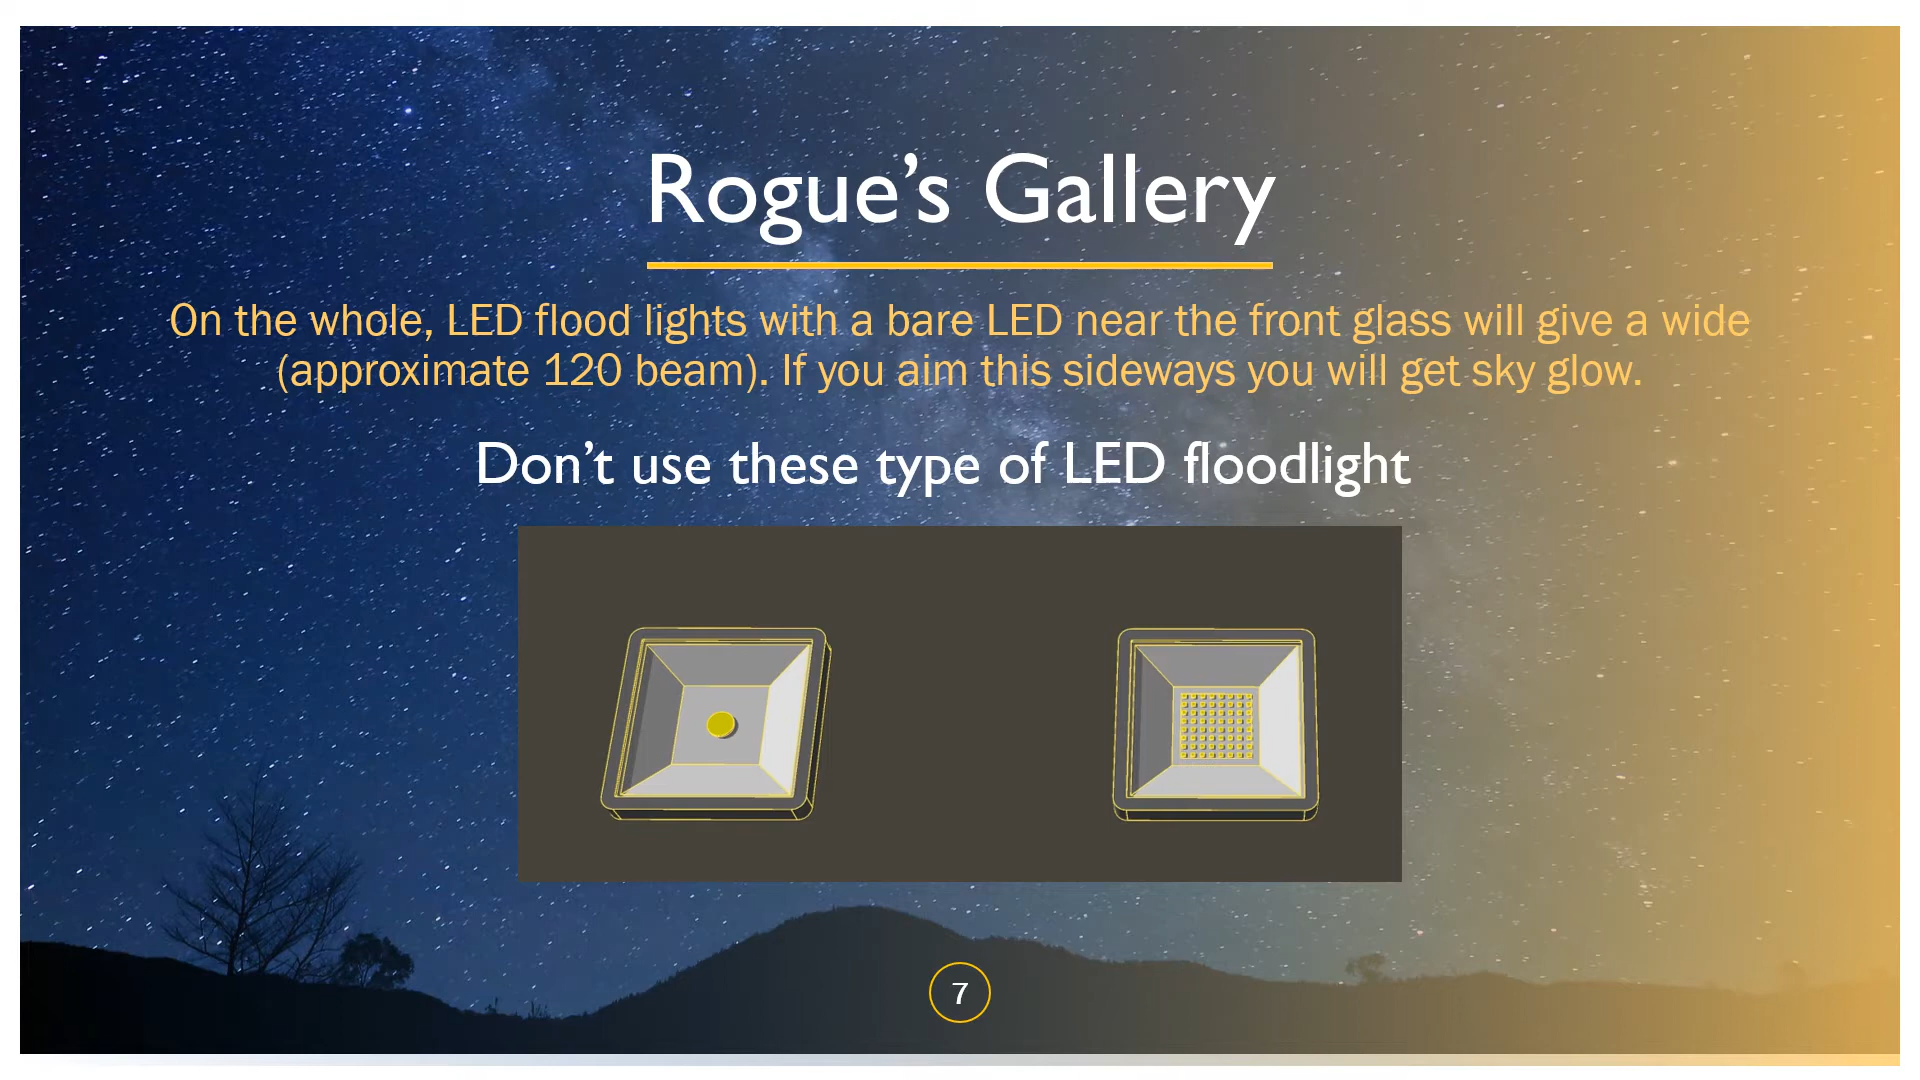 Rogue’s Gallery
On the whole, LED flood lights with a bare LED near the front glass will give a wide
(approximate 120 beam). If you aim this sideways you will get sky glow.
Don’t use these type of LED floodlight
7